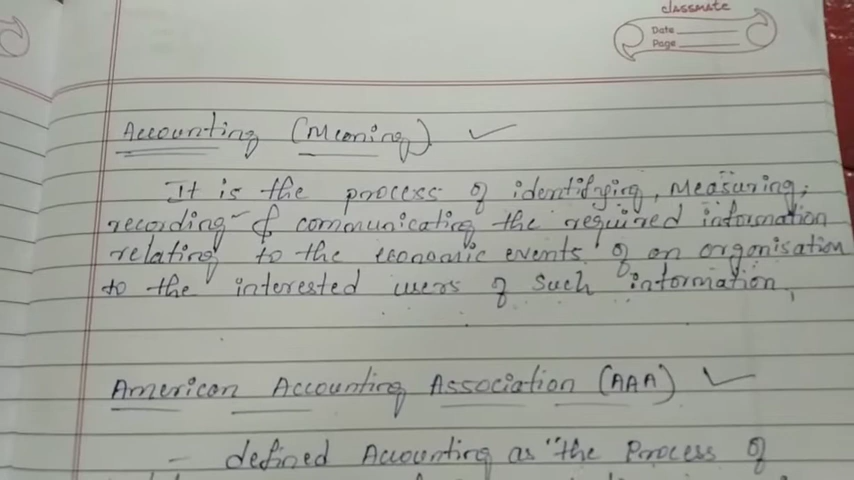 classmate
Date
Page
Accounting (Meaning).
It is the process of identifying, Measuring,
recording & communicating the required information
relating to the economic events of an organisation
to the interested users of such information.
American Accounting Association (AAA)
- defined Accounting as "the Process of